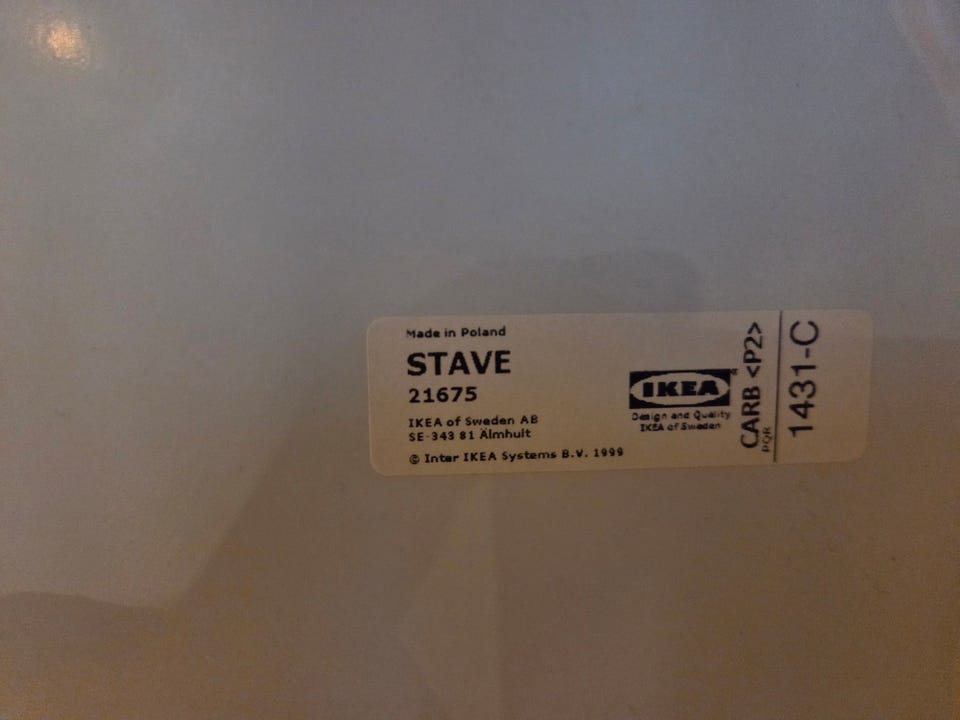 Made in Poland
STAVE
21675
IKEA of Sweden AB
SE-343 81 Älmhult
© Inter IKEA Systems B.V. 1999
IKEA®
Design and Quality
IKEA of Sweden
CARB <P2>
PQR
1431-C